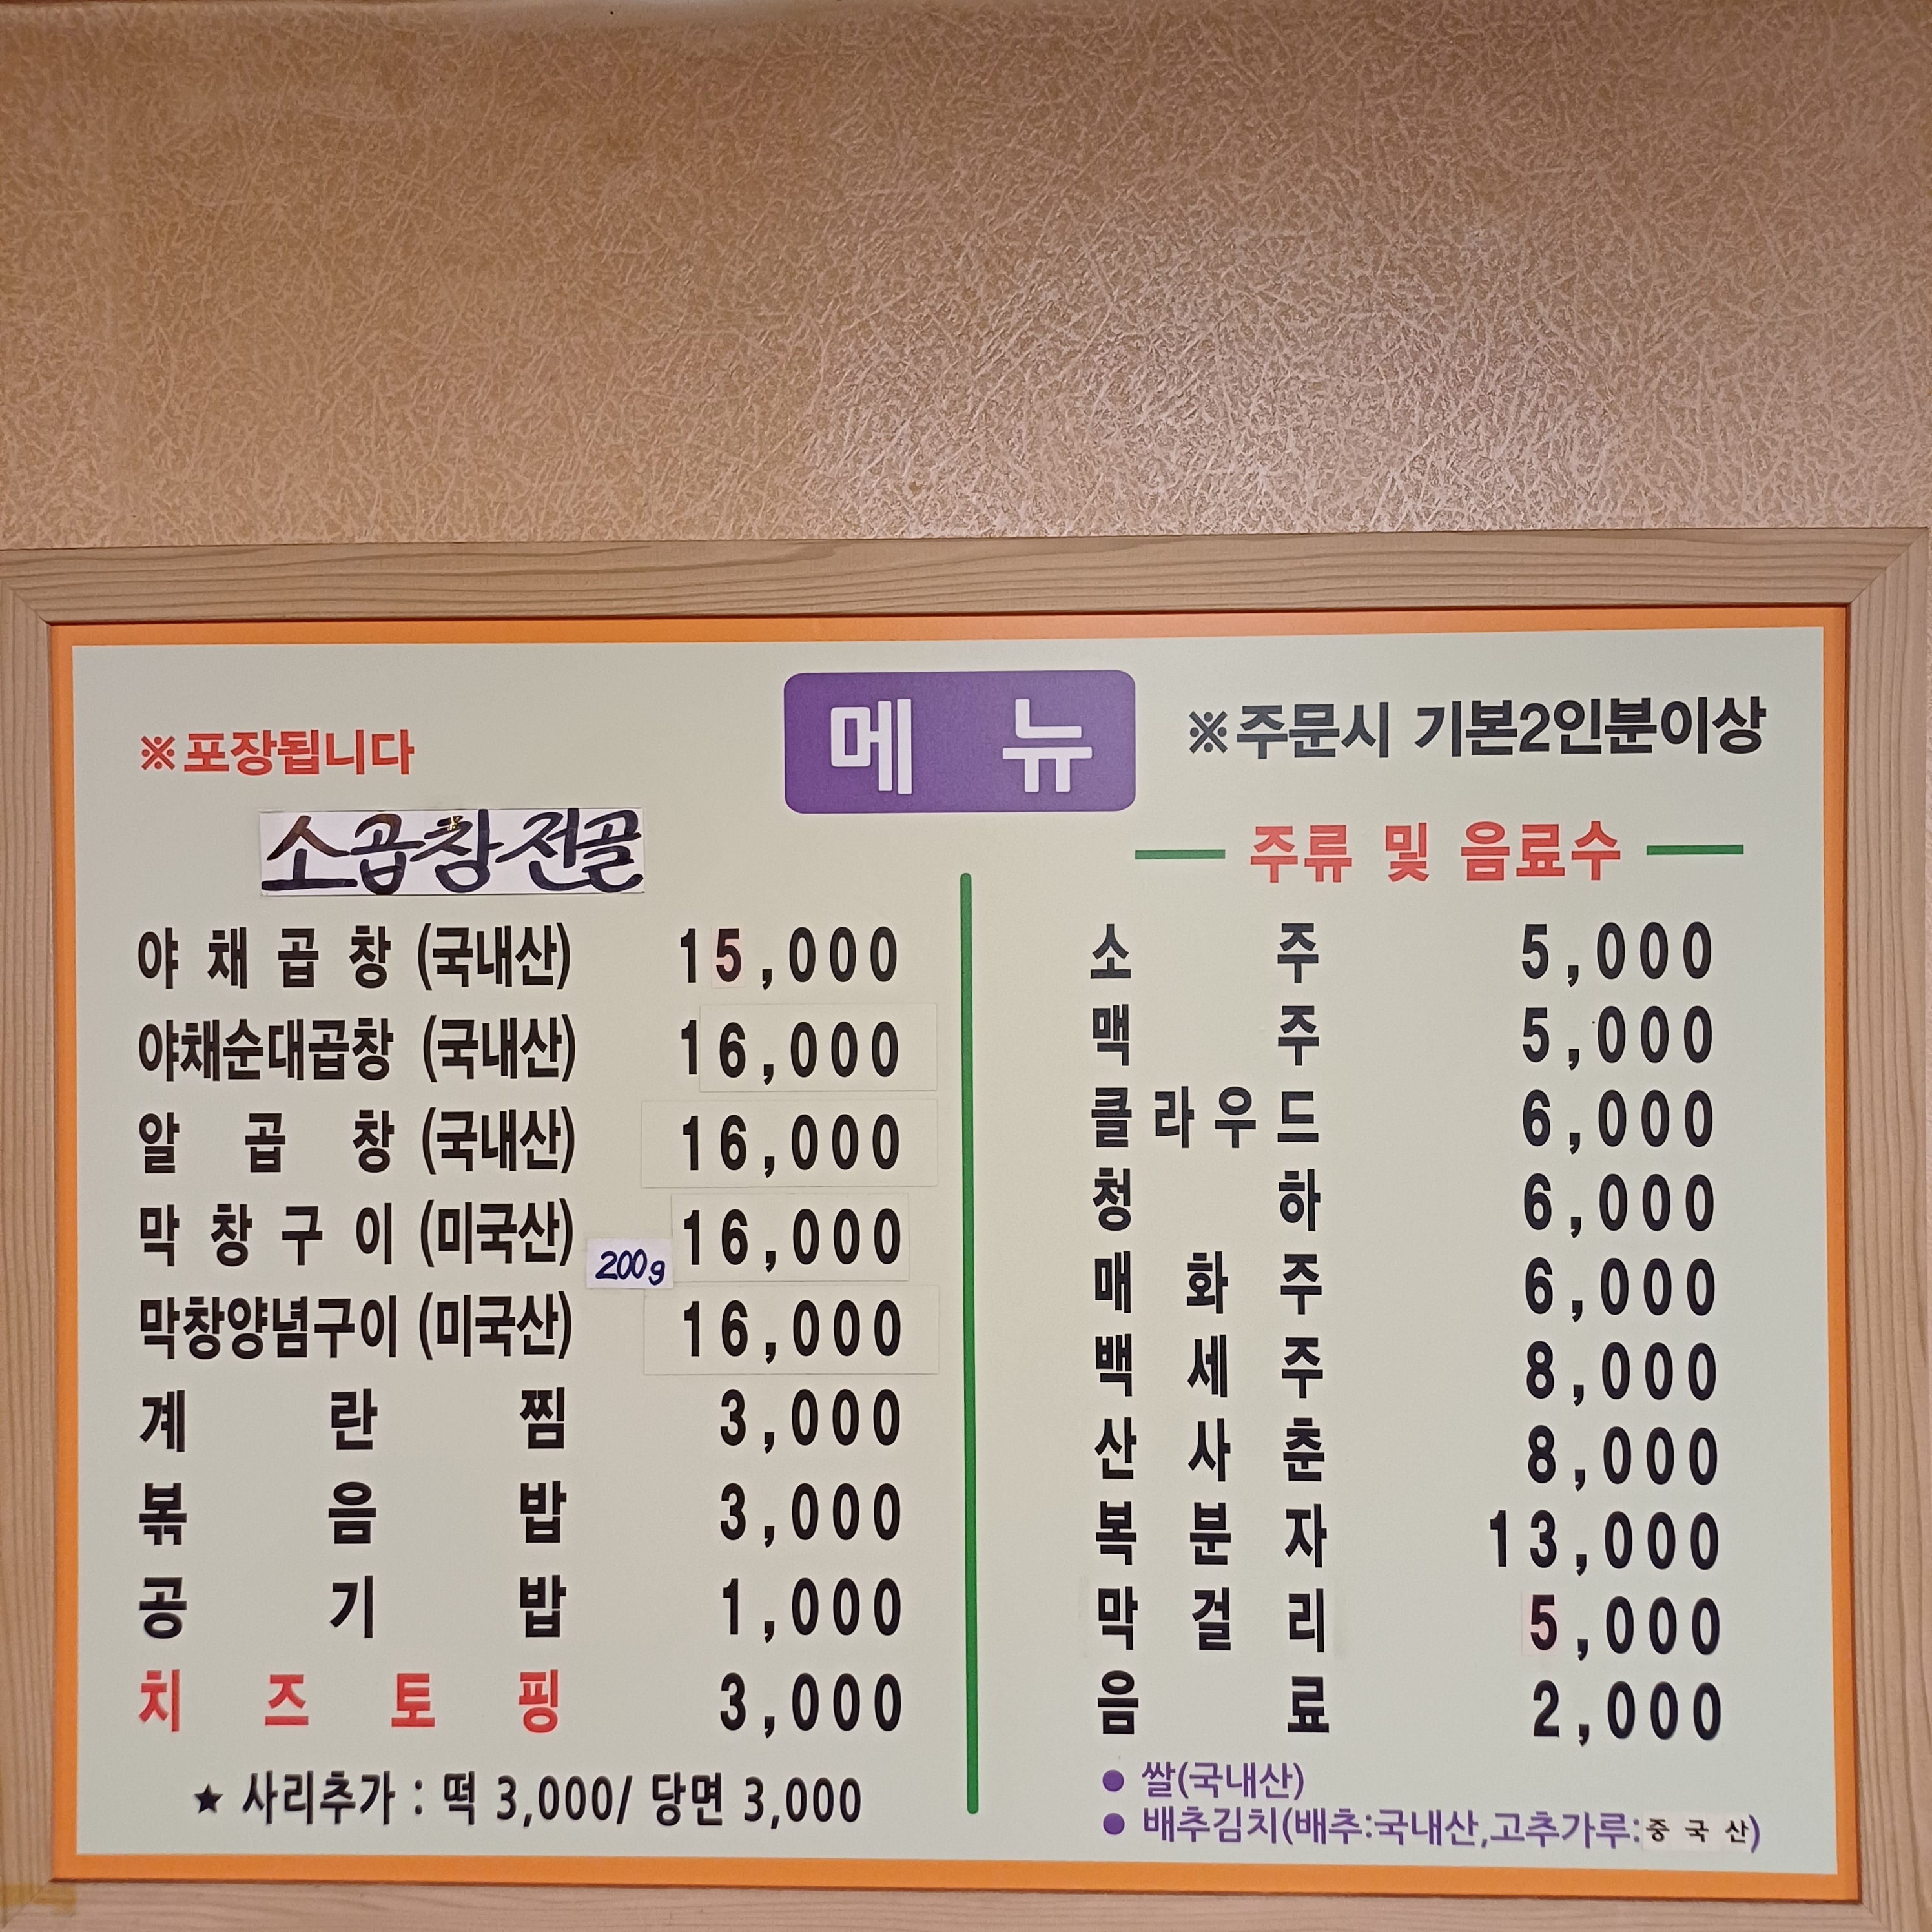 메 뉴
※포장됩니다
※주문시 기본2인분이상
소곱창전골
야 채 곱 창 (국내산) 15,000
야채순대곱창 (국내산) 16,000
알 곱 창 (국내산) 16,000
막 창 구 이 (미국산) 16,000
200g
막창양념구이 (미국산) 16,000
계 란 찜 3,000
볶 음 밥 3,000
공 기 밥 1,000
치 즈 토 핑 3,000
★ 사리추가 : 떡 3,000/ 당면 3,000
주류 및 음료수
소 주 5,000
맥 주 5,000
클 라 우 드 6,000
청 하 6,000
매 화 주 6,000
백 세 주 8,000
산 사 춘 8,000
복 분 자 13,000
막 걸 리 5,000
음 료 2,000
● 쌀(국내산)
● 배추김치(배추:국내산,고추가루:중 국 산)